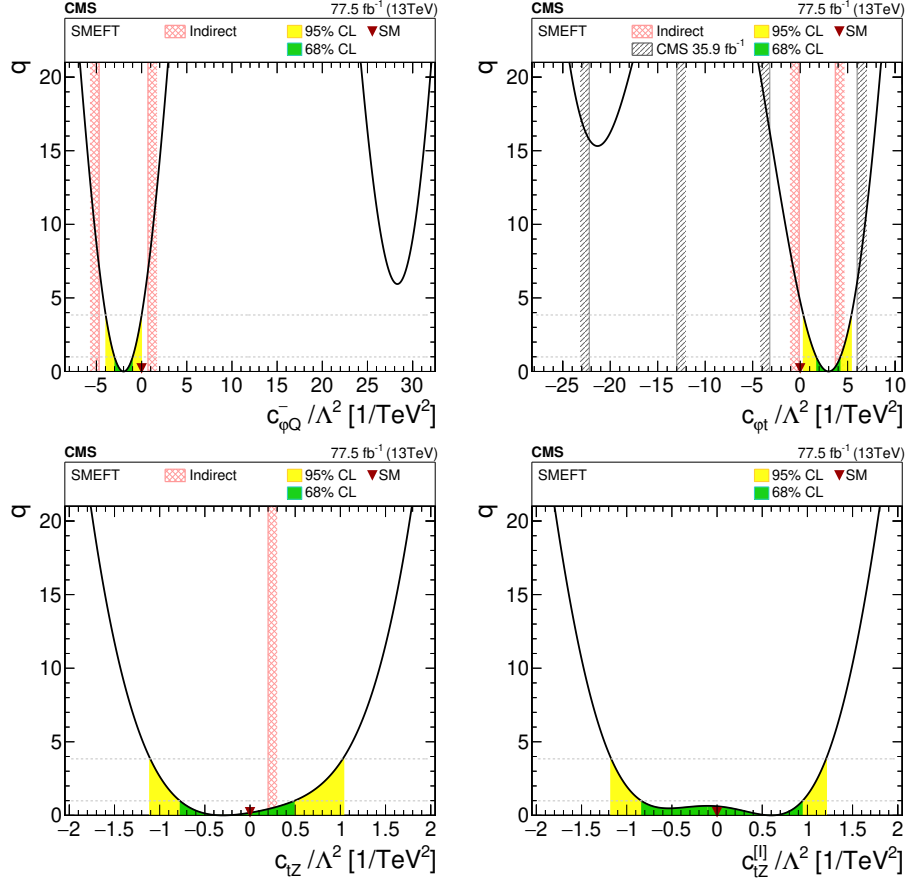 CMS 77.5 fb⁻¹ (13TeV)
SMEFT Indirect 95% CL SM
68% CL
q
20
15
10
5
0
−5 0 5 10 15 20 25 30
c⁻_φQ /Λ² [1/TeV²]
CMS 77.5 fb⁻¹ (13TeV)
SMEFT Indirect 95% CL SM
CMS 35.9 fb⁻¹ 68% CL
q
20
15
10
5
0
−25 −20 −15 −10 −5 0 5 10
c_φt /Λ² [1/TeV²]
CMS 77.5 fb⁻¹ (13TeV)
SMEFT Indirect 95% CL SM
68% CL
q
20
15
10
5
0
−2 −1.5 −1 −0.5 0 0.5 1 1.5 2
c_tZ /Λ² [1/TeV²]
CMS 77.5 fb⁻¹ (13TeV)
SMEFT 95% CL SM
68% CL
q
20
15
10
5
0
−2 −1.5 −1 −0.5 0 0.5 1 1.5 2
c_tZ^[I] /Λ² [1/TeV²]